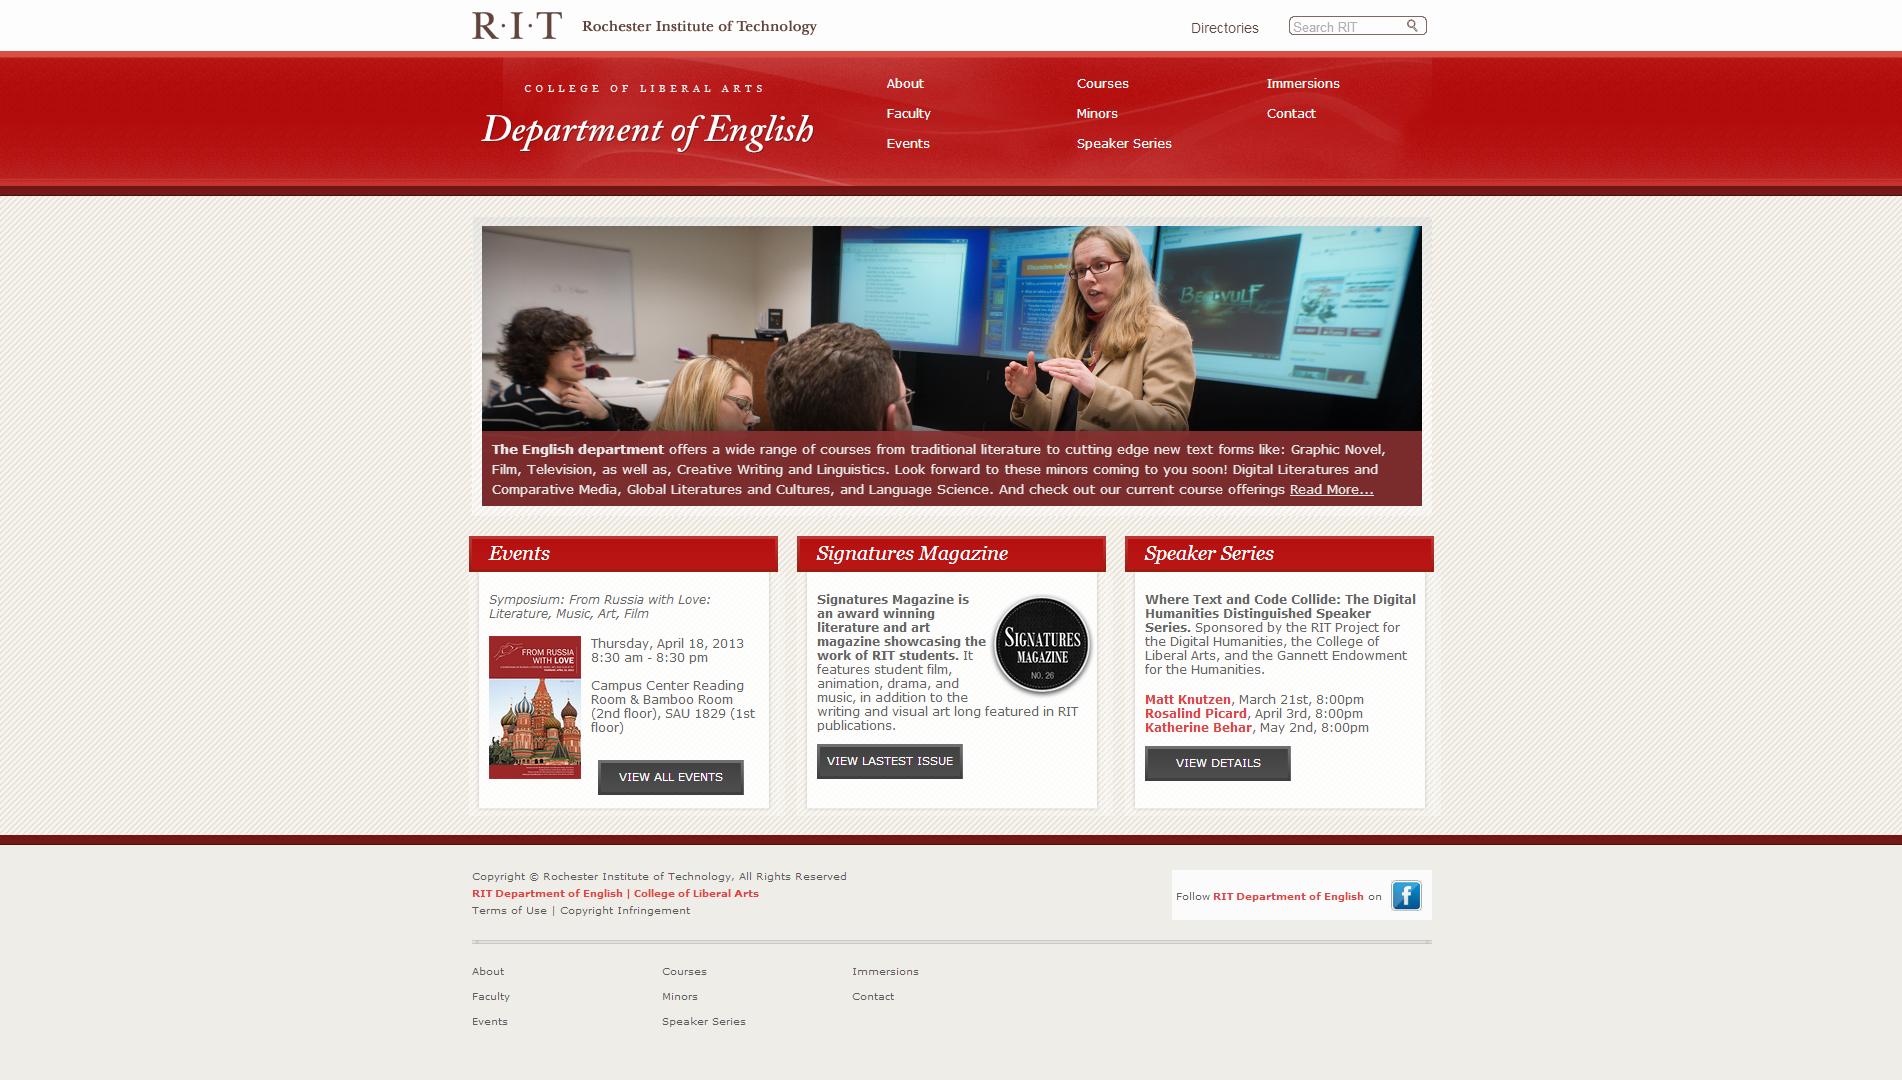 R·I·T Rochester Institute of Technology
Directories
Search RIT
COLLEGE OF LIBERAL ARTS
Department of English
About
Courses
Immersions
Faculty
Minors
Contact
Events
Speaker Series
BEOWULF
The English department offers a wide range of courses from traditional literature to cutting edge new text forms like: Graphic Novel,
Film, Television, as well as, Creative Writing and Linguistics. Look forward to these minors coming to you soon! Digital Literatures and
Comparative Media, Global Literatures and Cultures, and Language Science. And check out our current course offerings Read More...
Events
Symposium: From Russia with Love:
Literature, Music, Art, Film
FROM RUSSIA
WITH LOVE
Thursday, April 18, 2013
8:30 am - 8:30 pm
Campus Center Reading
Room & Bamboo Room
(2nd floor), SAU 1829 (1st
floor)
VIEW ALL EVENTS
Signatures Magazine
Signatures Magazine is
an award winning
literature and art
magazine showcasing the
work of RIT students. It
features student film,
animation, drama, and
music, in addition to the
writing and visual art long featured in RIT
publications.
SIGNATURES
MAGAZINE
NO. 26
VIEW LASTEST ISSUE
Speaker Series
Where Text and Code Collide: The Digital
Humanities Distinguished Speaker
Series. Sponsored by the RIT Project for
the Digital Humanities, the College of
Liberal Arts, and the Gannett Endowment
for the Humanities.
Matt Knutzen, March 21st, 8:00pm
Rosalind Picard, April 3rd, 8:00pm
Katherine Behar, May 2nd, 8:00pm
VIEW DETAILS
Copyright © Rochester Institute of Technology, All Rights Reserved
RIT Department of English | College of Liberal Arts
Terms of Use | Copyright Infringement
Follow RIT Department of English on
f
About
Courses
Immersions
Faculty
Minors
Contact
Events
Speaker Series